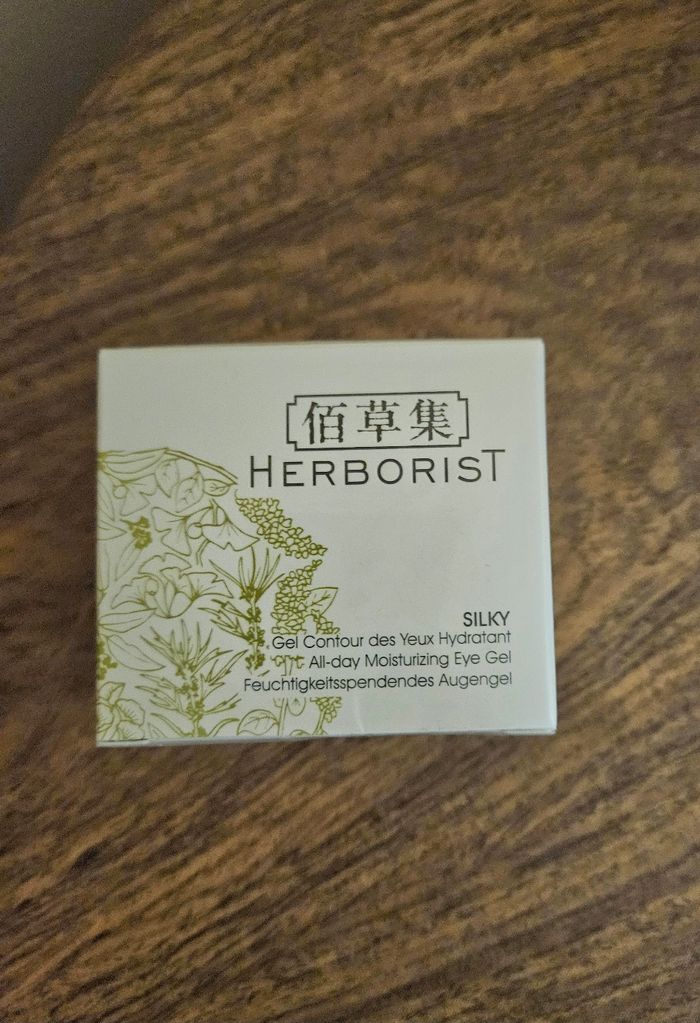 佰草集
HERBORIST
SILKY
Gel Contour des Yeux Hydratant
All-day Moisturizing Eye Gel
Feuchtigkeitsspendendes Augengel